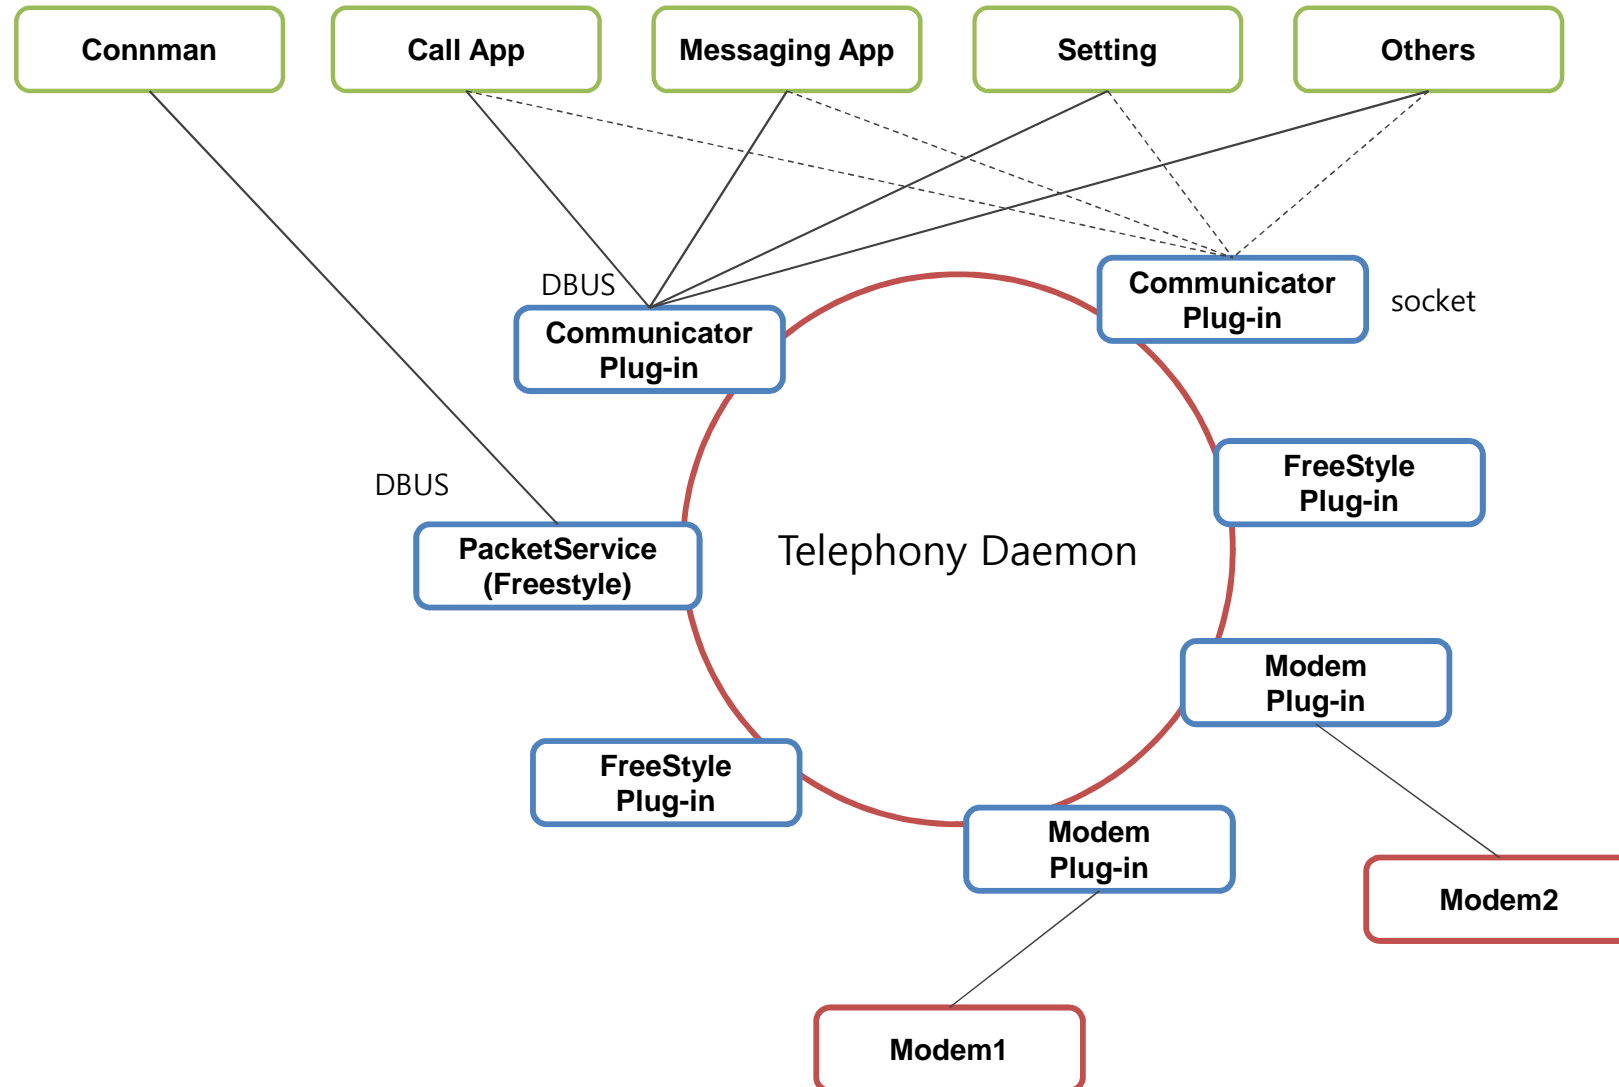 Connman
Call App
Messaging App
Setting
Others
DBUS
Communicator
Plug-in
Communicator
Plug-in
socket
FreeStyle
Plug-in
DBUS
PacketService
(Freestyle)
Telephony Daemon
Modem
Plug-in
FreeStyle
Plug-in
Modem
Plug-in
Modem2
Modem1